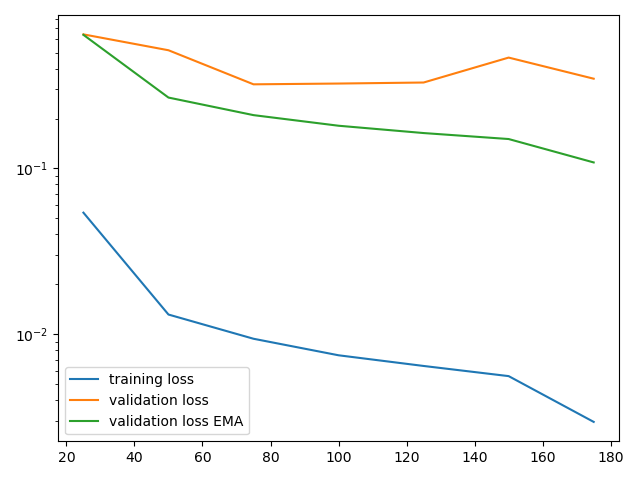 10⁻¹
10⁻²
training loss
validation loss
validation loss EMA
20 40 60 80 100 120 140 160 180